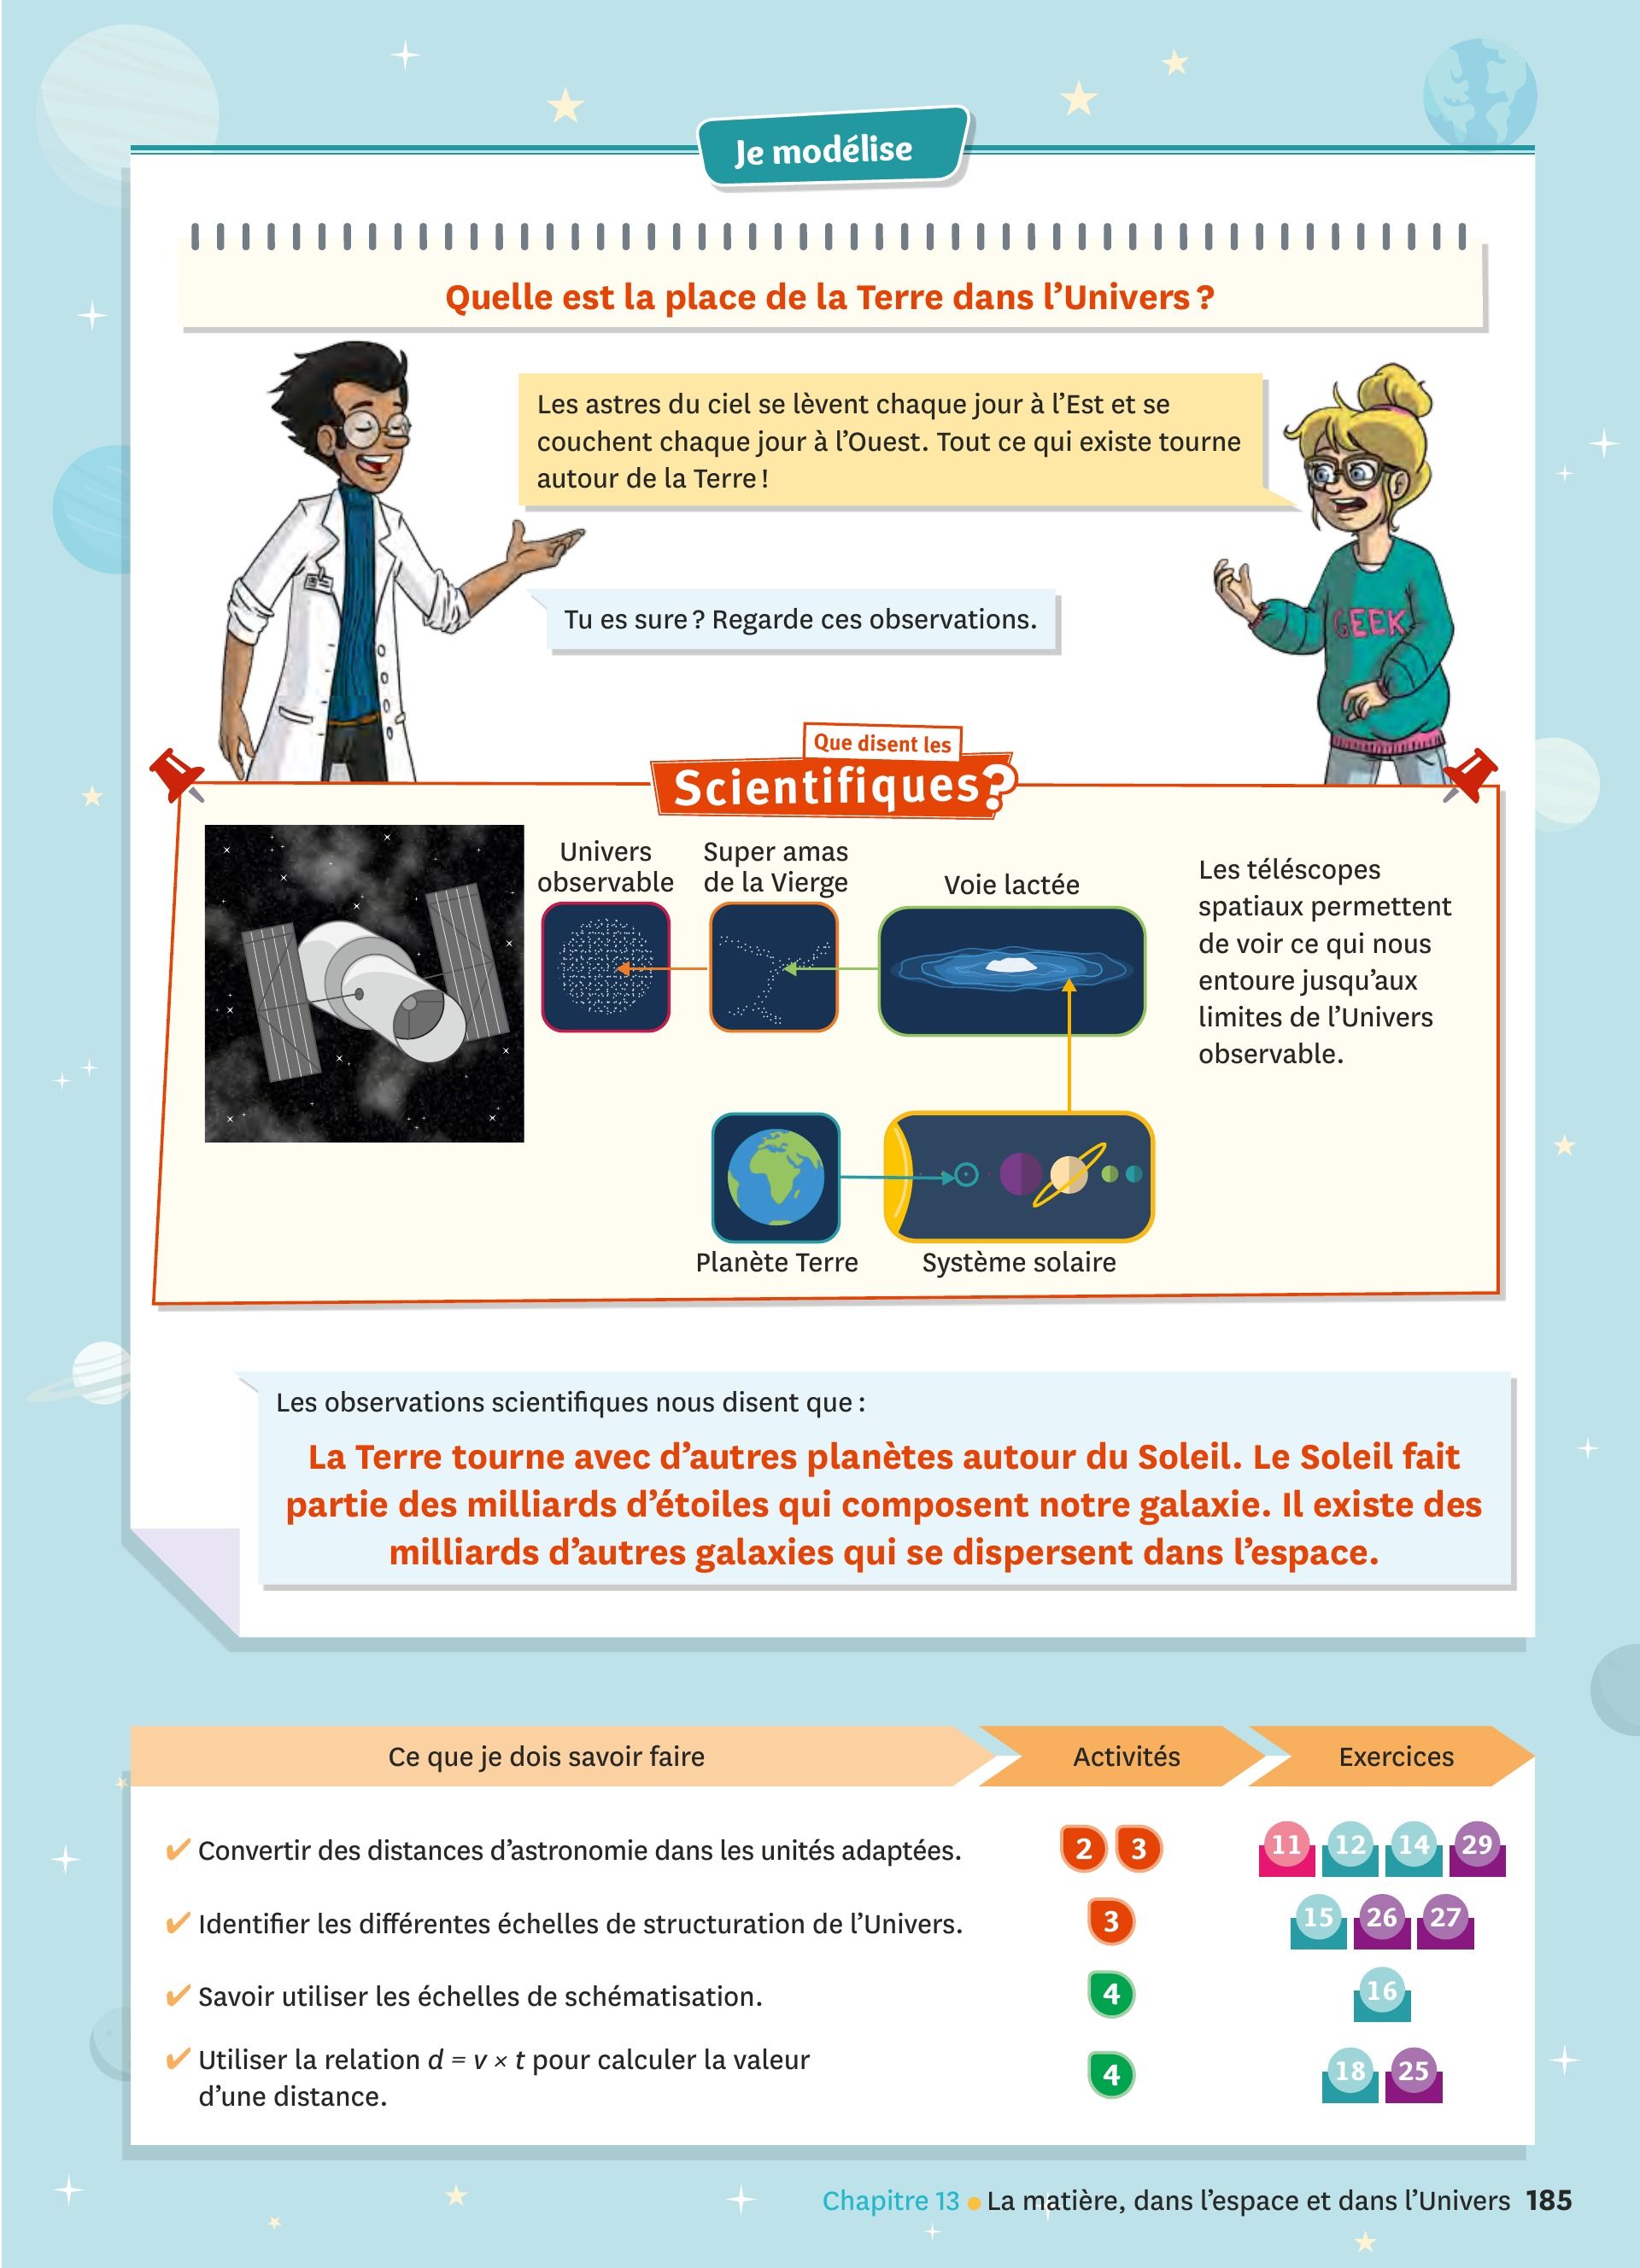 Je modélise
Quelle est la place de la Terre dans l’Univers ?
Les astres du ciel se lèvent chaque jour à l’Est et se
couchent chaque jour à l’Ouest. Tout ce qui existe tourne
autour de la Terre !
Tu es sure ? Regarde ces observations.
GEEK
Que disent les
Scientifiques?
Univers
observable
Super amas
de la Vierge
Voie lactée
Planète Terre
Système solaire
Les téléscopes
spatiaux permettent
de voir ce qui nous
entoure jusqu’aux
limites de l’Univers
observable.
Les observations scientifiques nous disent que :
La Terre tourne avec d’autres planètes autour du Soleil. Le Soleil fait
partie des milliards d’étoiles qui composent notre galaxie. Il existe des
milliards d’autres galaxies qui se dispersent dans l’espace.
Ce que je dois savoir faire Activités Exercices
✔ Convertir des distances d’astronomie dans les unités adaptées. 2 3 11 12 14 29
✔ Identifier les différentes échelles de structuration de l’Univers. 3 15 26 27
✔ Savoir utiliser les échelles de schématisation. 4 16
✔ Utiliser la relation d = v × t pour calculer la valeur
d’une distance. 4 18 25
Chapitre 13 • La matière, dans l’espace et dans l’Univers 185